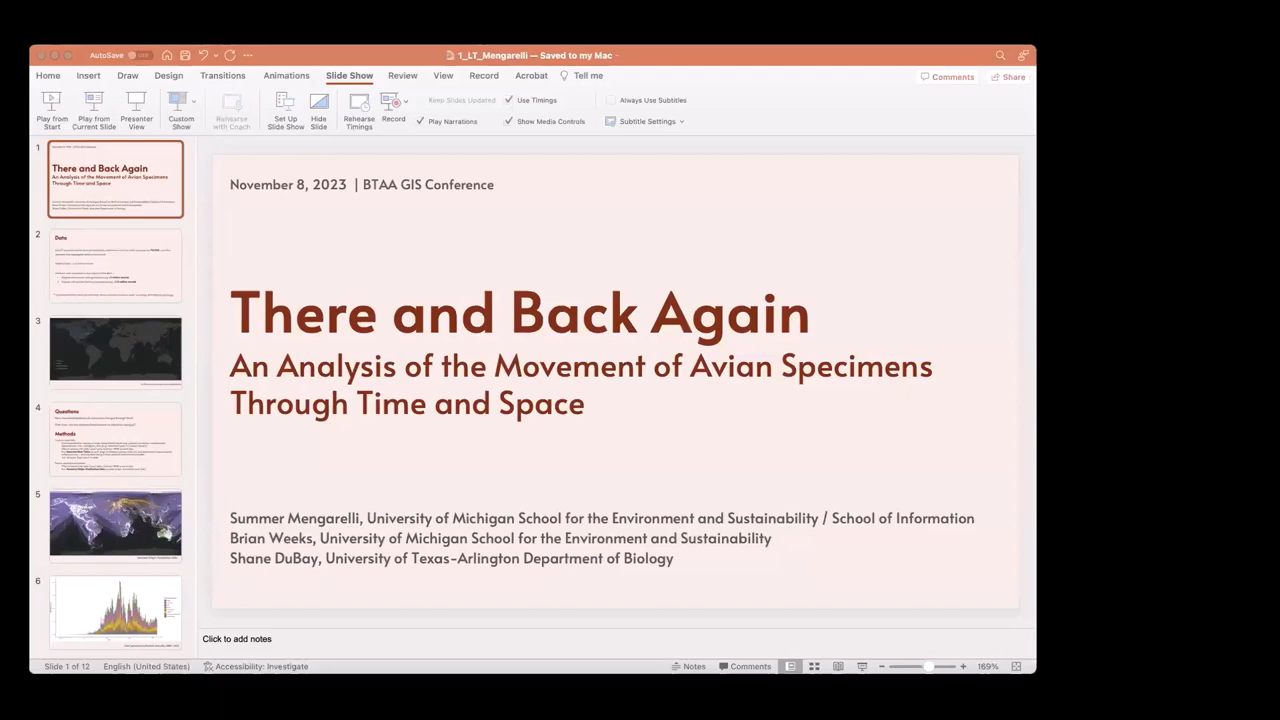 AutoSave OFF
1_LT_Mengarelli — Saved to my Mac
Home Insert Draw Design Transitions Animations Slide Show Review View Record Acrobat Tell me
Comments Share
Play from Start
Play from Current Slide
Presenter View
Custom Show
Rehearse with Coach
Set Up Slide Show
Hide Slide
Rehearse Timings
Record
Keep Slides Updated
Use Timings
Always Use Subtitles
Play Narrations
Show Media Controls
Subtitle Settings
1
There and Back Again
An Analysis of the Movement of Avian Specimens
Through Time and Space
2
Data
3
4
Questions
Methods
5
6
November 8, 2023 | BTAA GIS Conference
There and Back Again
An Analysis of the Movement of Avian Specimens
Through Time and Space
Summer Mengarelli, University of Michigan School for the Environment and Sustainability / School of Information
Brian Weeks, University of Michigan School for the Environment and Sustainability
Shane DuBay, University of Texas-Arlington Department of Biology
Click to add notes
Slide 1 of 12 English (United States) Accessibility: Investigate
Notes Comments 169%